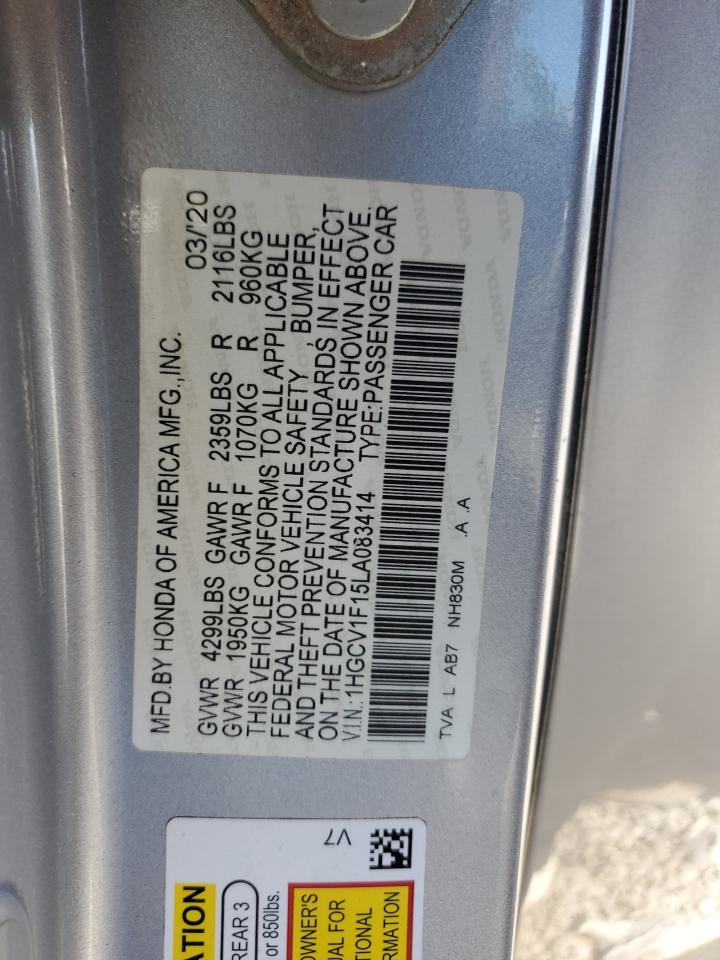 MFD.BY HONDA OF AMERICA MFG.,INC. 03/'20
GVWR 4299LBS GAWR F 2359LBS R 2116LBS
GVWR 1950KG GAWR F 1070KG R 960KG
THIS VEHICLE CONFORMS TO ALL APPLICABLE
FEDERAL MOTOR VEHICLE SAFETY , BUMPER,
AND THEFT PREVENTION STANDARDS IN EFFECT
ON THE DATE OF MANUFACTURE SHOWN ABOVE.
V.I.N.:1HGCV1F15LA083414 TYPE:PASSENGER CAR
TVA L AB7 NH830M .A .A
V7
ATION
REAR 3
or 850lbs.
OWNER'S
UAL FOR
TIONAL
RMATION